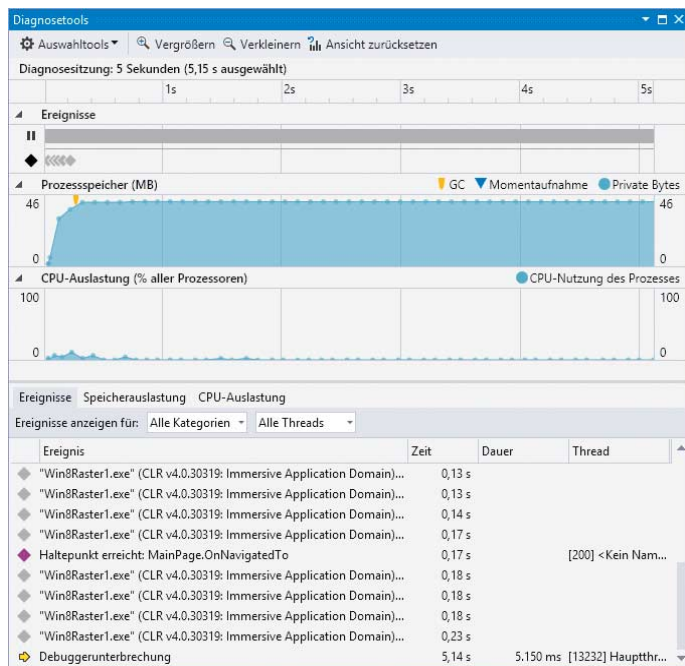 Diagnosetools
Auswahltools Vergrößern Verkleinern Ansicht zurücksetzen
Diagnosesitzung: 5 Sekunden (5,15 s ausgewählt)
1s 2s 3s 4s 5s
Ereignisse
Prozessspeicher (MB) GC Momentaufnahme Private Bytes
46 46
0 0
CPU-Auslastung (% aller Prozessoren) CPU-Nutzung des Prozesses
100 100
0 0
Ereignisse Speicherauslastung CPU-Auslastung
Ereignisse anzeigen für: Alle Kategorien Alle Threads
Ereignis Zeit Dauer Thread
"Win8Raster1.exe" (CLR v4.0.30319: Immersive Application Domain)... 0,13 s
"Win8Raster1.exe" (CLR v4.0.30319: Immersive Application Domain)... 0,13 s
"Win8Raster1.exe" (CLR v4.0.30319: Immersive Application Domain)... 0,14 s
"Win8Raster1.exe" (CLR v4.0.30319: Immersive Application Domain)... 0,17 s
Haltepunkt erreicht: MainPage.OnNavigatedTo 0,17 s [200] <Kein Nam...
"Win8Raster1.exe" (CLR v4.0.30319: Immersive Application Domain)... 0,18 s
"Win8Raster1.exe" (CLR v4.0.30319: Immersive Application Domain)... 0,18 s
"Win8Raster1.exe" (CLR v4.0.30319: Immersive Application Domain)... 0,18 s
"Win8Raster1.exe" (CLR v4.0.30319: Immersive Application Domain)... 0,23 s
Debuggerunterbrechung 5,14 s 5.150 ms [13232] Hauptthr...